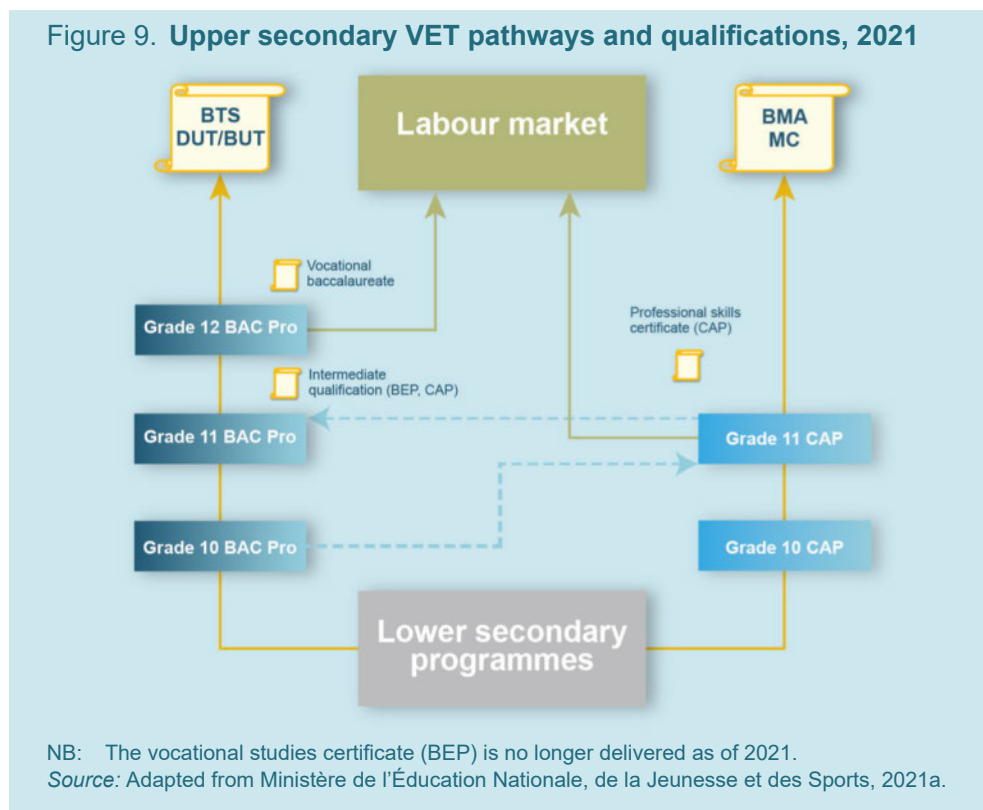 Figure 9. Upper secondary VET pathways and qualifications, 2021
BTS
DUT/BUT
Labour market
BMA
MC
Vocational
baccalaureate
Grade 12 BAC Pro
Professional skills
certificate (CAP)
Intermediate
qualification (BEP, CAP)
Grade 11 BAC Pro
Grade 11 CAP
Grade 10 BAC Pro
Grade 10 CAP
Lower secondary
programmes
NB: The vocational studies certificate (BEP) is no longer delivered as of 2021.
Source: Adapted from Ministère de l'Éducation Nationale, de la Jeunesse et des Sports, 2021a.